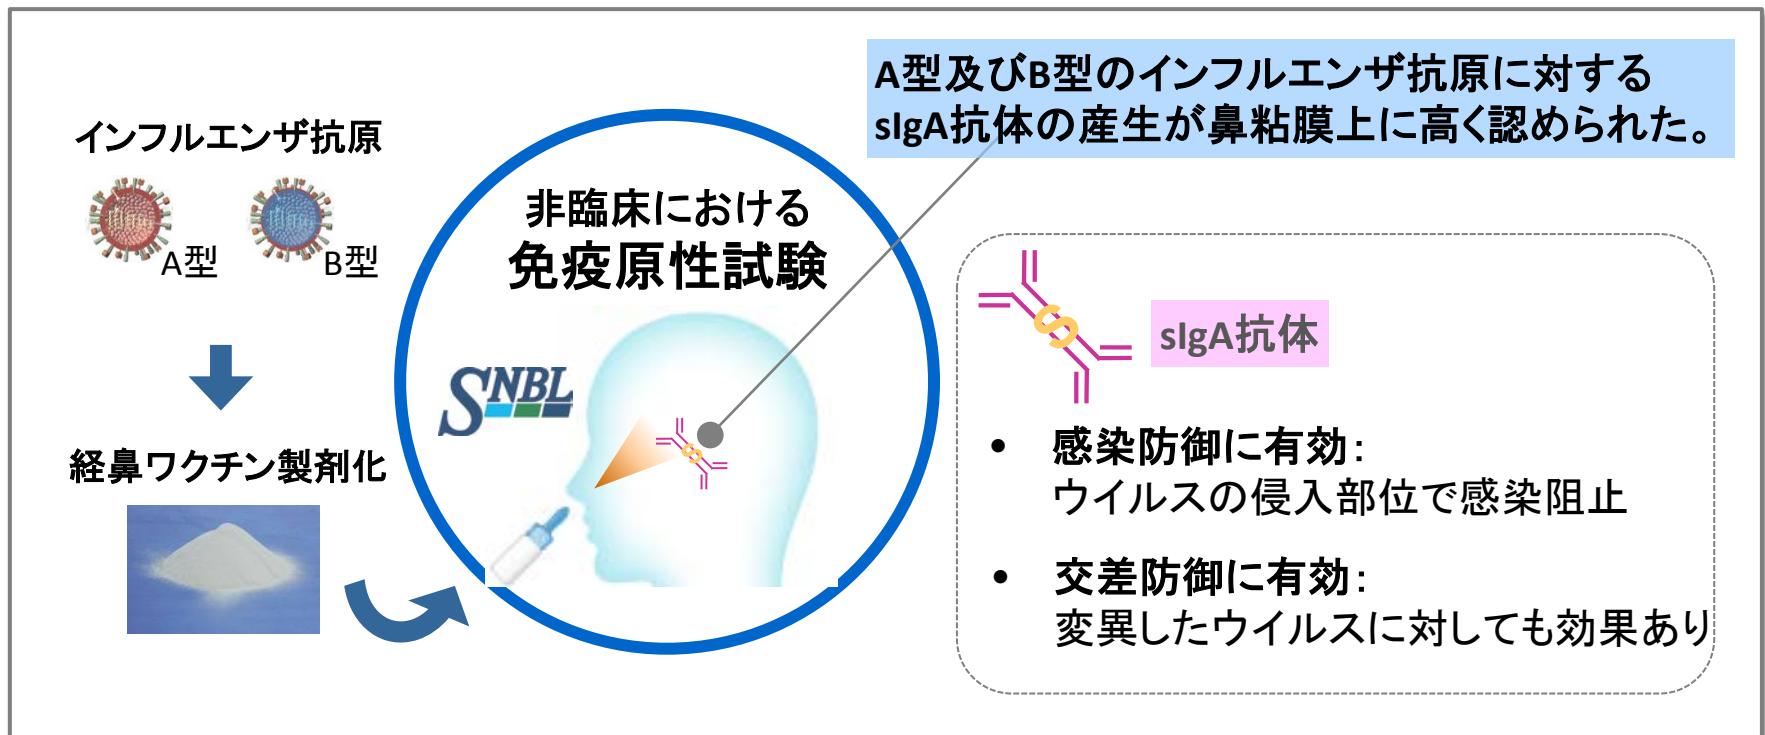 インフルエンザ抗原
A型
B型
経鼻ワクチン製剤化
非臨床における
免疫原性試験
SNBL
A型及びB型のインフルエンザ抗原に対する
sIgA抗体の産生が鼻粘膜上に高く認められた。
sIgA抗体
• 感染防御に有効：
ウイルスの侵入部位で感染阻止
• 交差防御に有効：
変異したウイルスに対しても効果あり